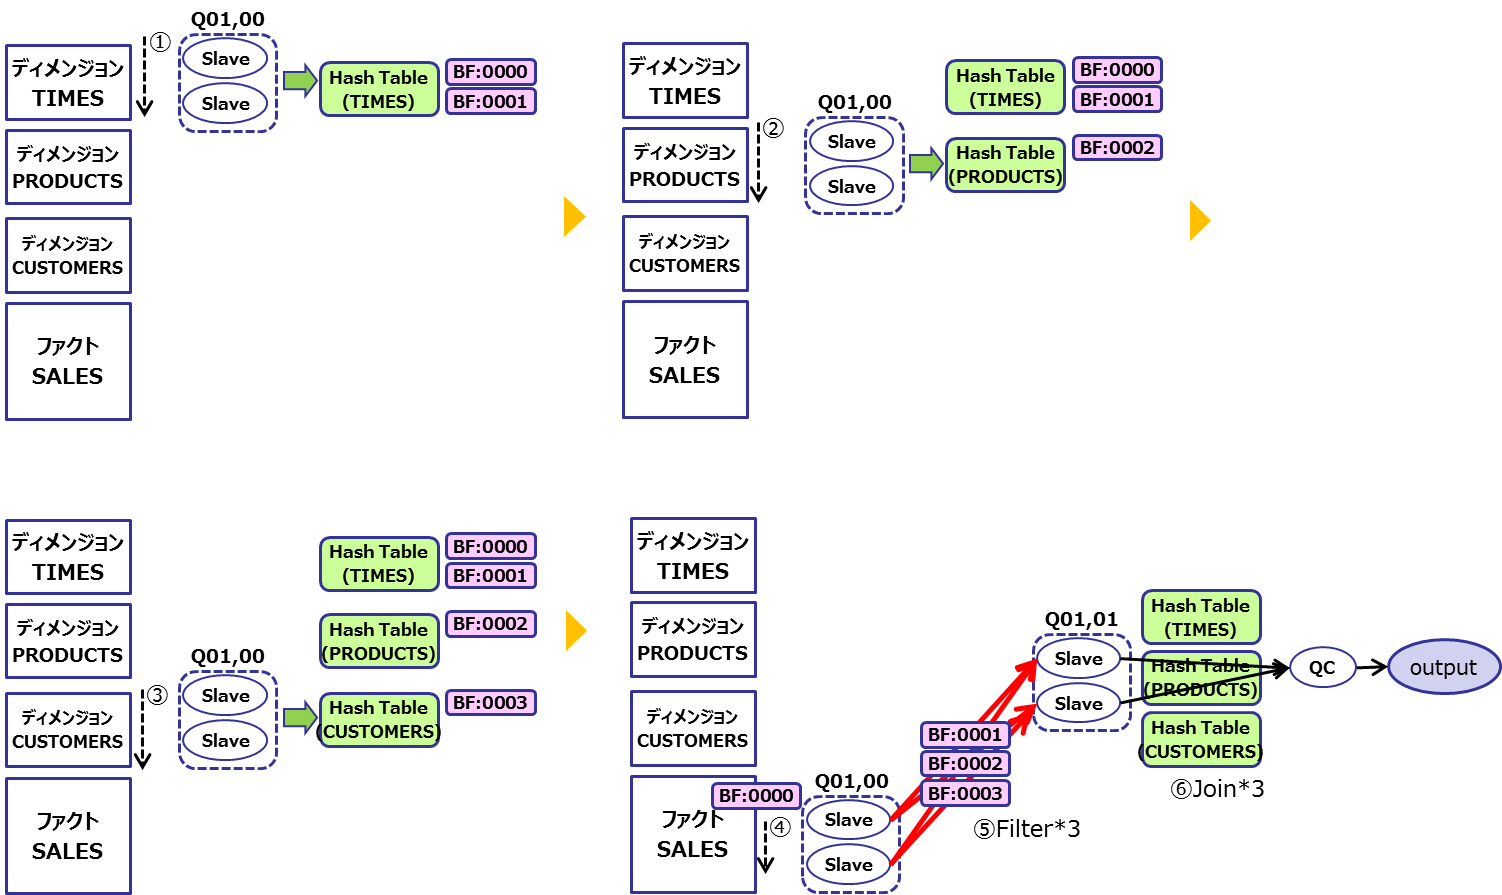 Q01,00
①
Slave
Slave
ディメンジョン
TIMES
ディメンジョン
PRODUCTS
ディメンジョン
CUSTOMERS
ファクト
SALES
Hash Table
(TIMES)
BF:0000
BF:0001
ディメンジョン
TIMES
ディメンジョン
PRODUCTS
ディメンジョン
CUSTOMERS
ファクト
SALES
②
Q01,00
Slave
Slave
Hash Table
(TIMES)
BF:0000
BF:0001
Hash Table
(PRODUCTS)
BF:0002
ディメンジョン
TIMES
ディメンジョン
PRODUCTS
ディメンジョン
CUSTOMERS
ファクト
SALES
③
Q01,00
Slave
Slave
Hash Table
(TIMES)
BF:0000
BF:0001
Hash Table
(PRODUCTS)
BF:0002
Hash Table
(CUSTOMERS)
BF:0003
ディメンジョン
TIMES
ディメンジョン
PRODUCTS
ディメンジョン
CUSTOMERS
ファクト
SALES
BF:0000
④
Q01,00
Slave
Slave
BF:0001
BF:0002
BF:0003
⑤Filter*3
Q01,01
Slave
Slave
Hash Table
(TIMES)
Hash Table
(PRODUCTS)
Hash Table
(CUSTOMERS)
⑥Join*3
QC
output